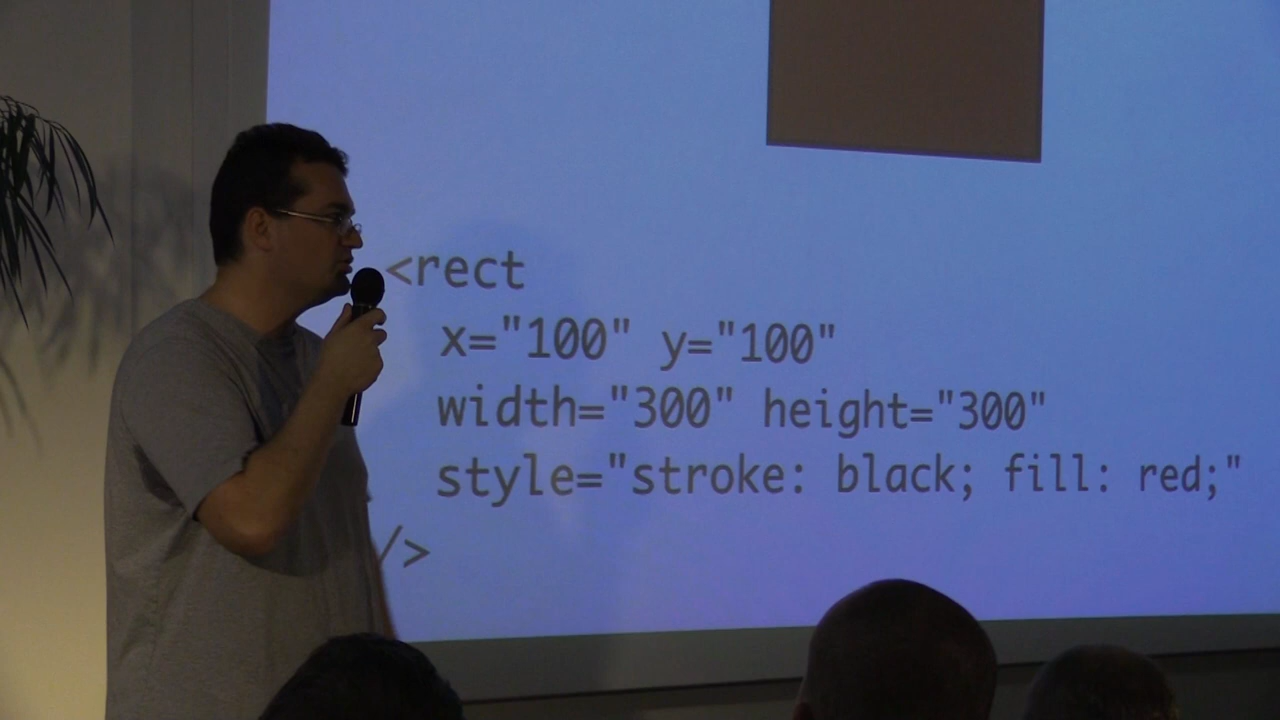 <rect
x="100" y="100"
width="300" height="300"
style="stroke: black; fill: red;"
/>